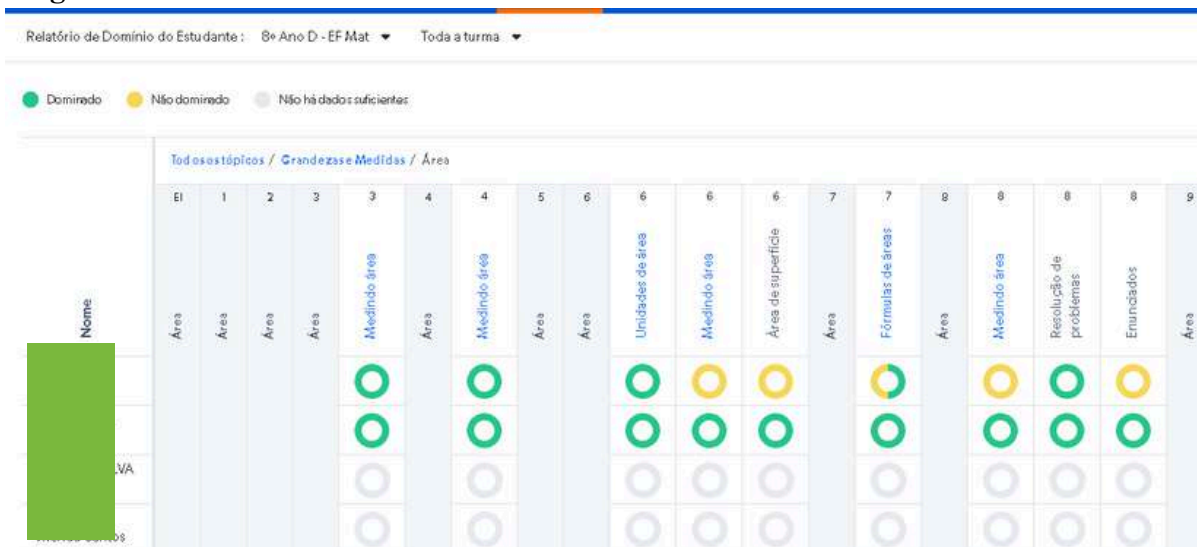 Relatório de Domínio do Estudante: 8º Ano D - EF Mat Toda a turma
Dominado Não dominado Não há dados suficientes
Todos os tópicos / Grandezas e Medidas / Área
EI 1 2 3 3 4 4 5 6 6 6 6 7 7 8 8 8 8 9
Nome
Área
Área
Área
Área
Medindo área
Área
Medindo área
Área
Área
Unidades de área
Medindo área
Área de superfície
Área
Fórmulas de áreas
Área
Medindo área
Resolução de
problemas
Enunciados
Área
LVA